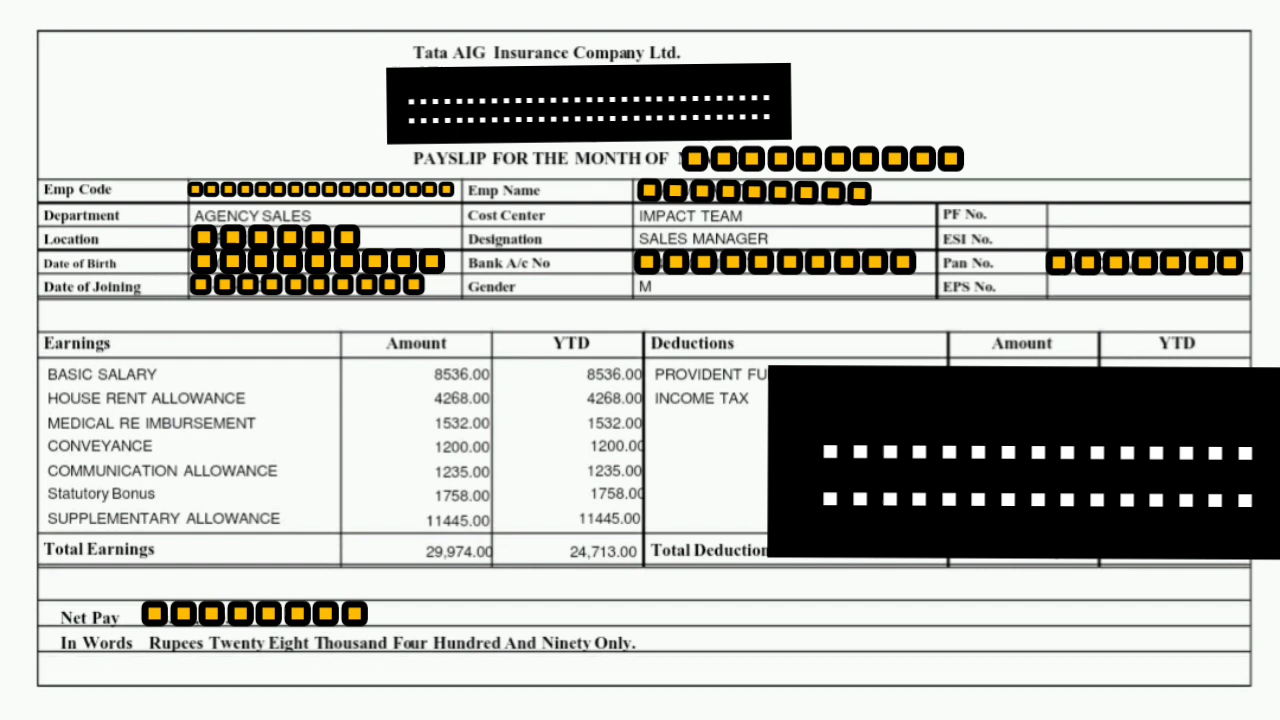 Tata AIG Insurance Company Ltd.
PAYSLIP FOR THE MONTH OF
Emp Code Emp Name
Department AGENCY SALES Cost Center IMPACT TEAM PF No.
Location Designation SALES MANAGER ESI No.
Date of Birth Bank A/c No Pan No.
Date of Joining Gender M EPS No.
Earnings Amount YTD Deductions Amount YTD
BASIC SALARY 8536.00 8536.00 PROVIDENT
HOUSE RENT ALLOWANCE 4268.00 4268.00 INCOME TAX
MEDICAL RE IMBURSEMENT 1532.00 1532.00
CONVEYANCE 1200.00 1200.00
COMMUNICATION ALLOWANCE 1235.00 1235.00
Statutory Bonus 1758.00 1758.00
SUPPLEMENTARY ALLOWANCE 11445.00 11445.00
Total Earnings 29,974.00 24,713.00 Total
Net Pay
In Words Rupees Twenty Eight Thousand Four Hundred And Ninety Only.